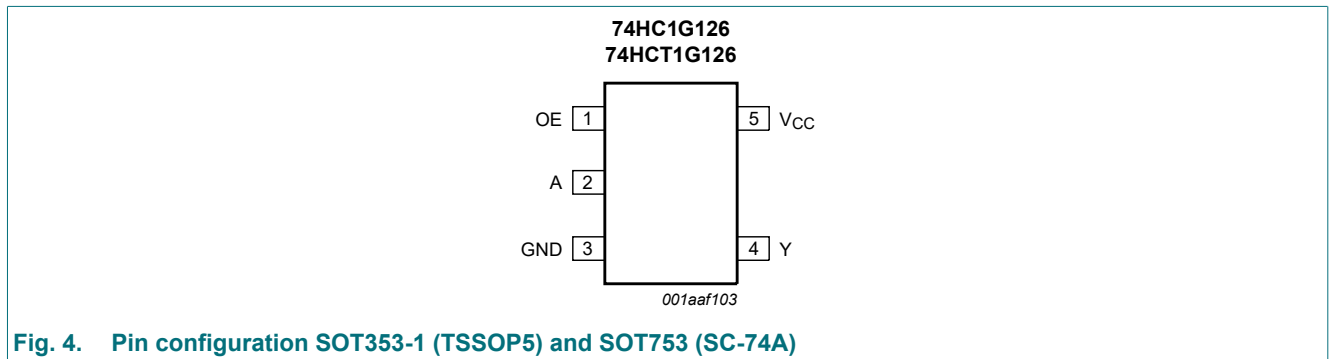 74HC1G126
74HCT1G126
OE 1
5 VCC
A 2
GND 3
4 Y
001aaf103
Fig. 4. Pin configuration SOT353-1 (TSSOP5) and SOT753 (SC-74A)